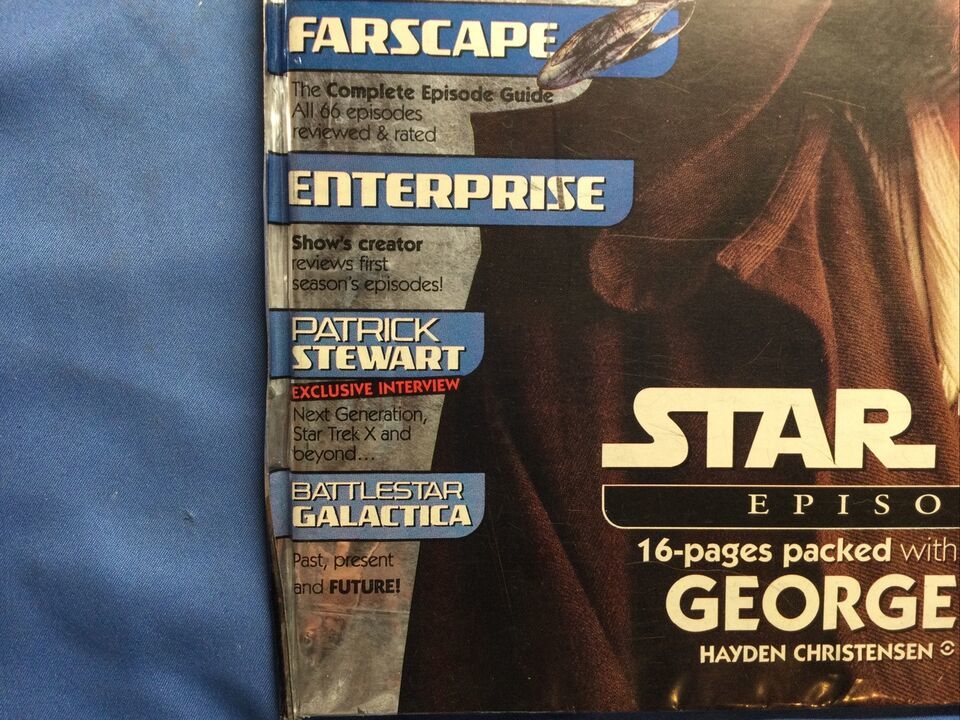 FARSCAPE
The Complete Episode Guide
All 66 episodes
reviewed & rated
ENTERPRISE
Show's creator
reviews first
season's episodes!
PATRICK
STEWART
EXCLUSIVE INTERVIEW
Next Generation,
Star Trek X and
beyond...
BATTLESTAR
GALACTICA
Past, present
and FUTURE!
STAR
EPISO
16-pages packed with
GEORGE
HAYDEN CHRISTENSEN